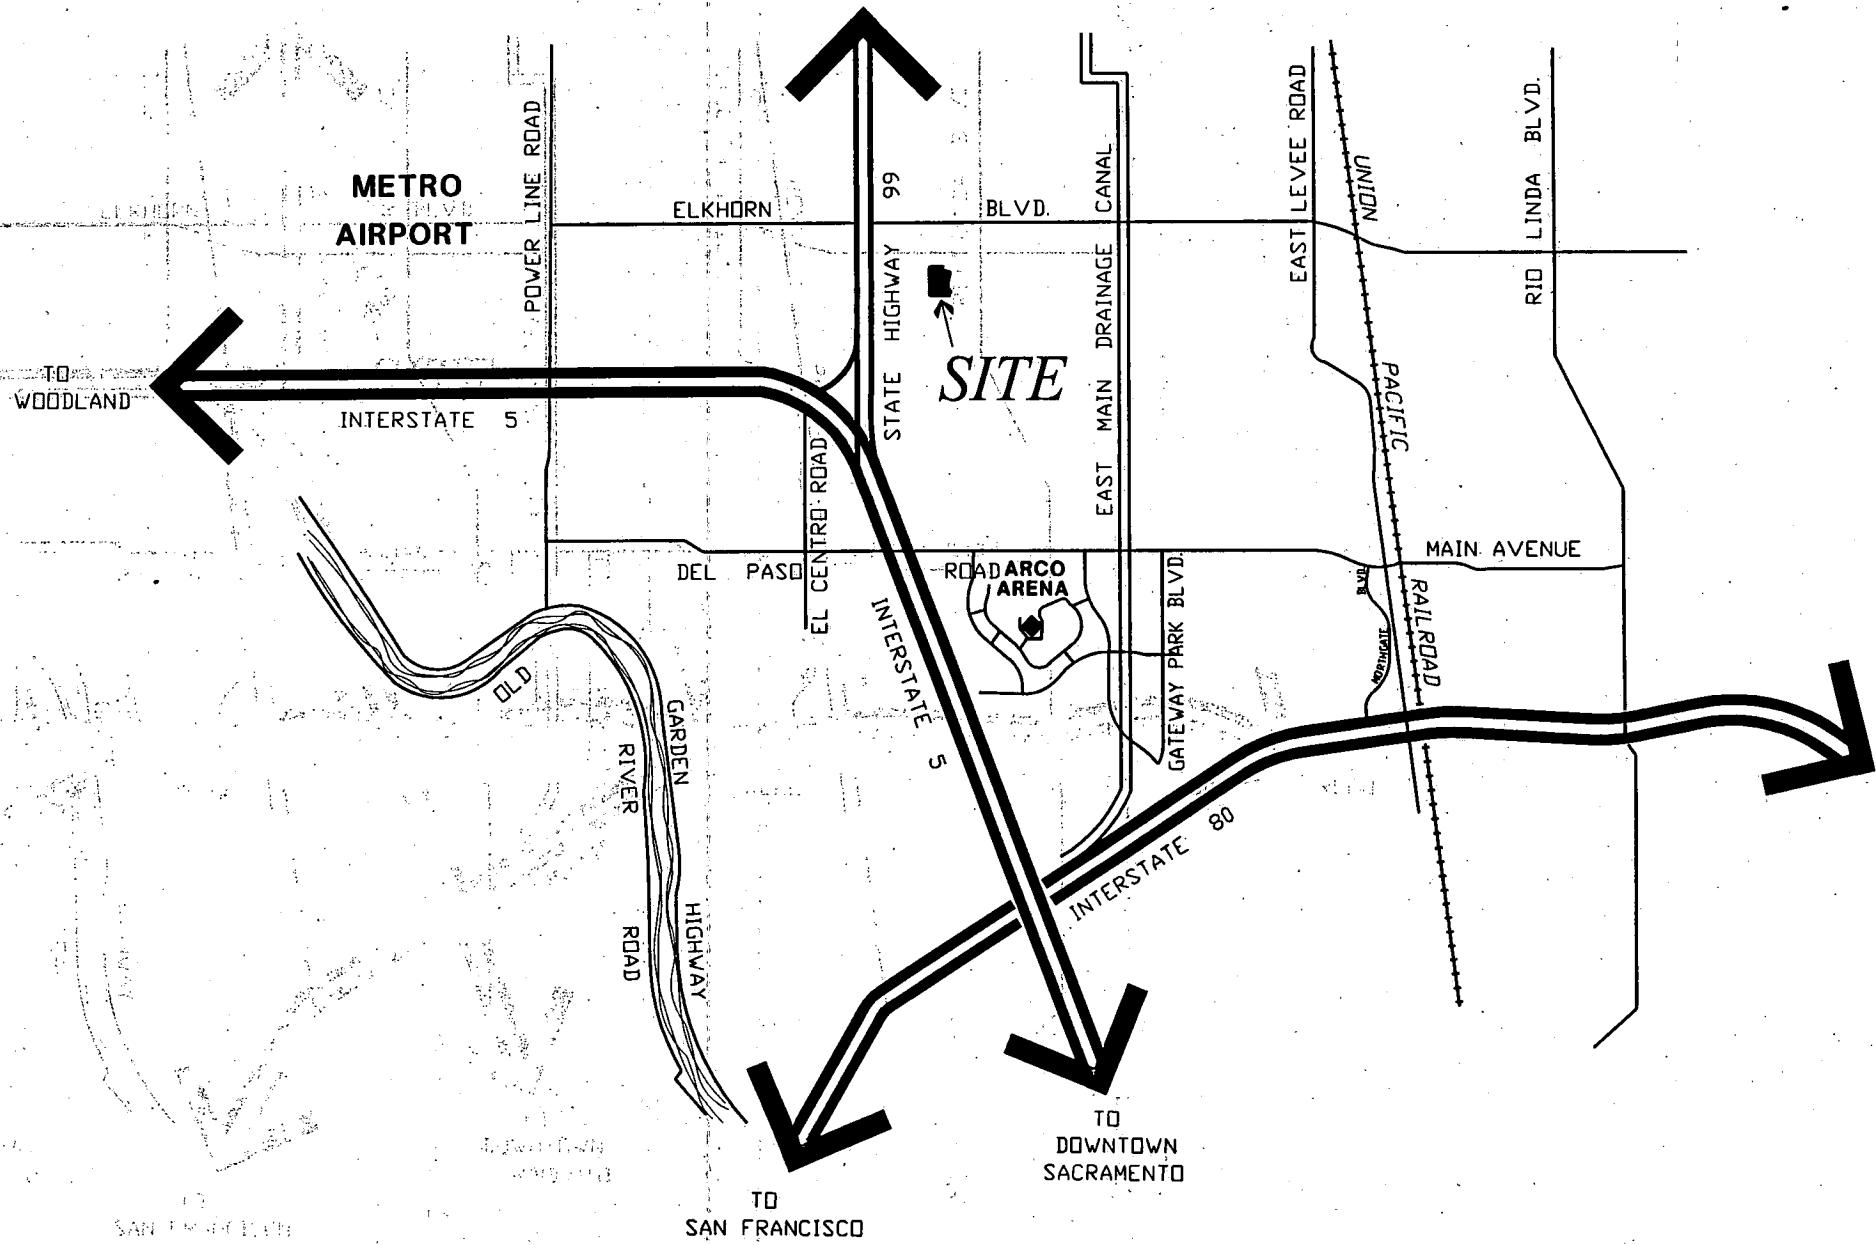 METRO
AIRPORT
POWER LINE ROAD
ELKHORN BLVD.
STATE HIGHWAY 99
EAST MAIN DRAINAGE CANAL
EAST LEVEE ROAD
UNION PACIFIC RAILROAD
RIO LINDA BLVD.
SITE
TO
WOODLAND
INTERSTATE 5
EL CENTRO ROAD
DEL PASO ROAD
ARCO
ARENA
MAIN AVENUE
GATEWAY PARK BLVD.
NORTHGATE BLVD.
INTERSTATE 5
OLD RIVER ROAD
GARDEN HIGHWAY
INTERSTATE 80
TO
DOWNTOWN
SACRAMENTO
TO
SAN FRANCISCO